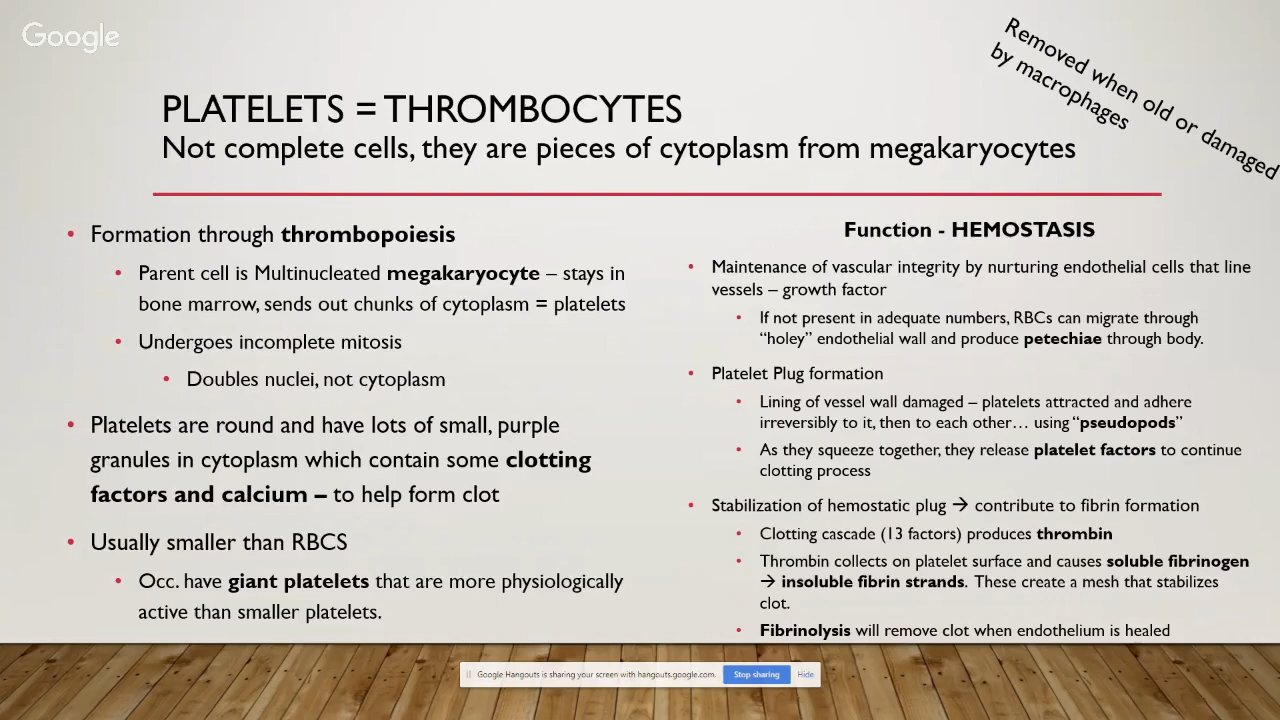 Google
Removed when old or damaged
by macrophages
PLATELETS = THROMBOCYTES
Not complete cells, they are pieces of cytoplasm from megakaryocytes
• Formation through thrombopoiesis
• Parent cell is Multinucleated megakaryocyte – stays in
bone marrow, sends out chunks of cytoplasm = platelets
• Undergoes incomplete mitosis
• Doubles nuclei, not cytoplasm
• Platelets are round and have lots of small, purple
granules in cytoplasm which contain some clotting
factors and calcium – to help form clot
• Usually smaller than RBCS
• Occ. have giant platelets that are more physiologically
active than smaller platelets.
Function - HEMOSTASIS
• Maintenance of vascular integrity by nurturing endothelial cells that line
vessels – growth factor
• If not present in adequate numbers, RBCs can migrate through
“holey” endothelial wall and produce petechiae through body.
• Platelet Plug formation
• Lining of vessel wall damaged – platelets attracted and adhere
irreversibly to it, then to each other… using “pseudopods”
• As they squeeze together, they release platelet factors to continue
clotting process
• Stabilization of hemostatic plug → contribute to fibrin formation
• Clotting cascade (13 factors) produces thrombin
• Thrombin collects on platelet surface and causes soluble fibrinogen
→ insoluble fibrin strands. These create a mesh that stabilizes
clot.
• Fibrinolysis will remove clot when endothelium is healed
Google Hangouts is sharing your screen with hangouts.google.com. Stop sharing Hide